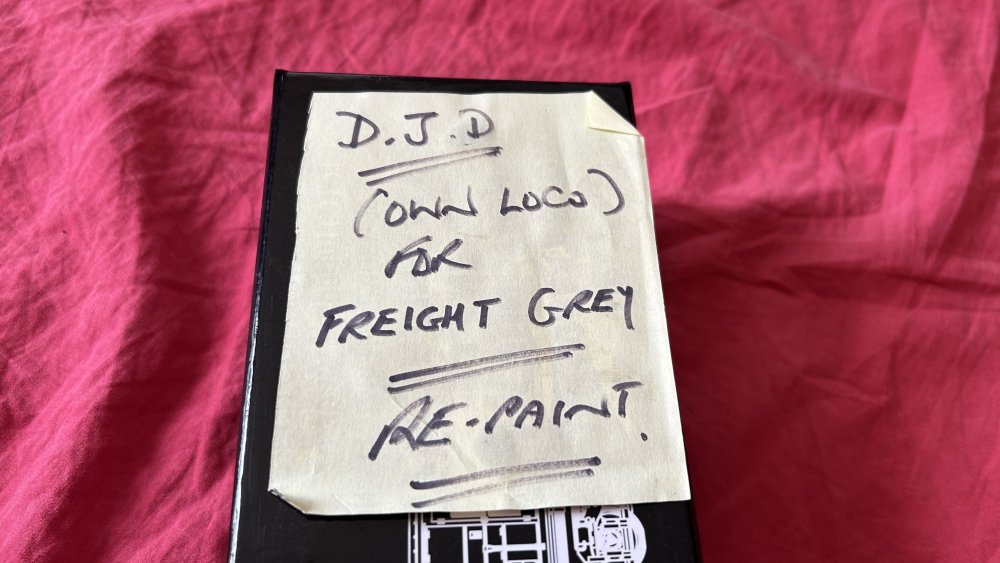 D.J.D
(OWN LOCO)
FOR
FREIGHT GREY
RE-PAINT.